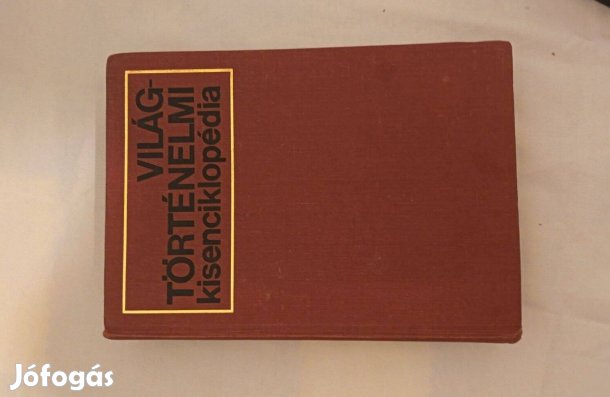 VILÁG-
TÖRTÉNELMI
kisenciklopédia
Jófogás